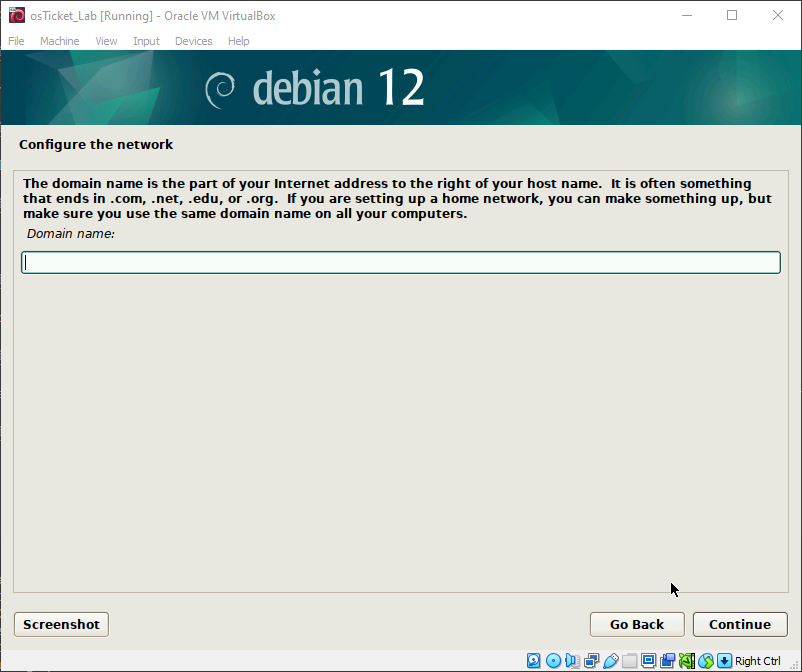 osTicket_Lab [Running] - Oracle VM VirtualBox
File Machine View Input Devices Help
debian 12
Configure the network
The domain name is the part of your Internet address to the right of your host name.  It is often something
that ends in .com, .net, .edu, or .org.  If you are setting up a home network, you can make something up, but
make sure you use the same domain name on all your computers.
Domain name:
Screenshot Go Back Continue
Right Ctrl